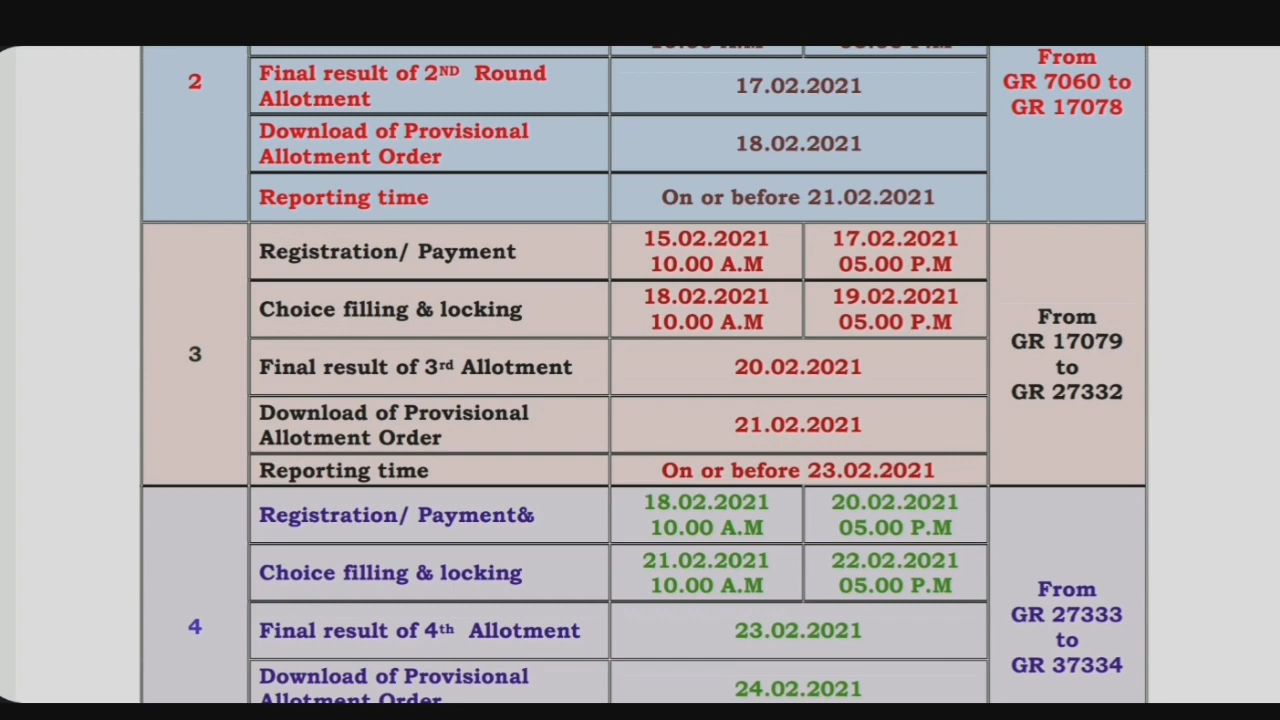 2
Final result of 2ND Round
Allotment
17.02.2021
From
GR 7060 to
GR 17078
Download of Provisional
Allotment Order
18.02.2021
Reporting time
On or before 21.02.2021
3
Registration/ Payment
15.02.2021
10.00 A.M
17.02.2021
05.00 P.M
Choice filling & locking
18.02.2021
10.00 A.M
19.02.2021
05.00 P.M
Final result of 3rd Allotment
20.02.2021
Download of Provisional
Allotment Order
21.02.2021
Reporting time
On or before 23.02.2021
From
GR 17079
to
GR 27332
4
Registration/ Payment&
18.02.2021
10.00 A.M
20.02.2021
05.00 P.M
Choice filling & locking
21.02.2021
10.00 A.M
22.02.2021
05.00 P.M
Final result of 4th Allotment
23.02.2021
Download of Provisional
Allotment Order
24.02.2021
From
GR 27333
to
GR 37334